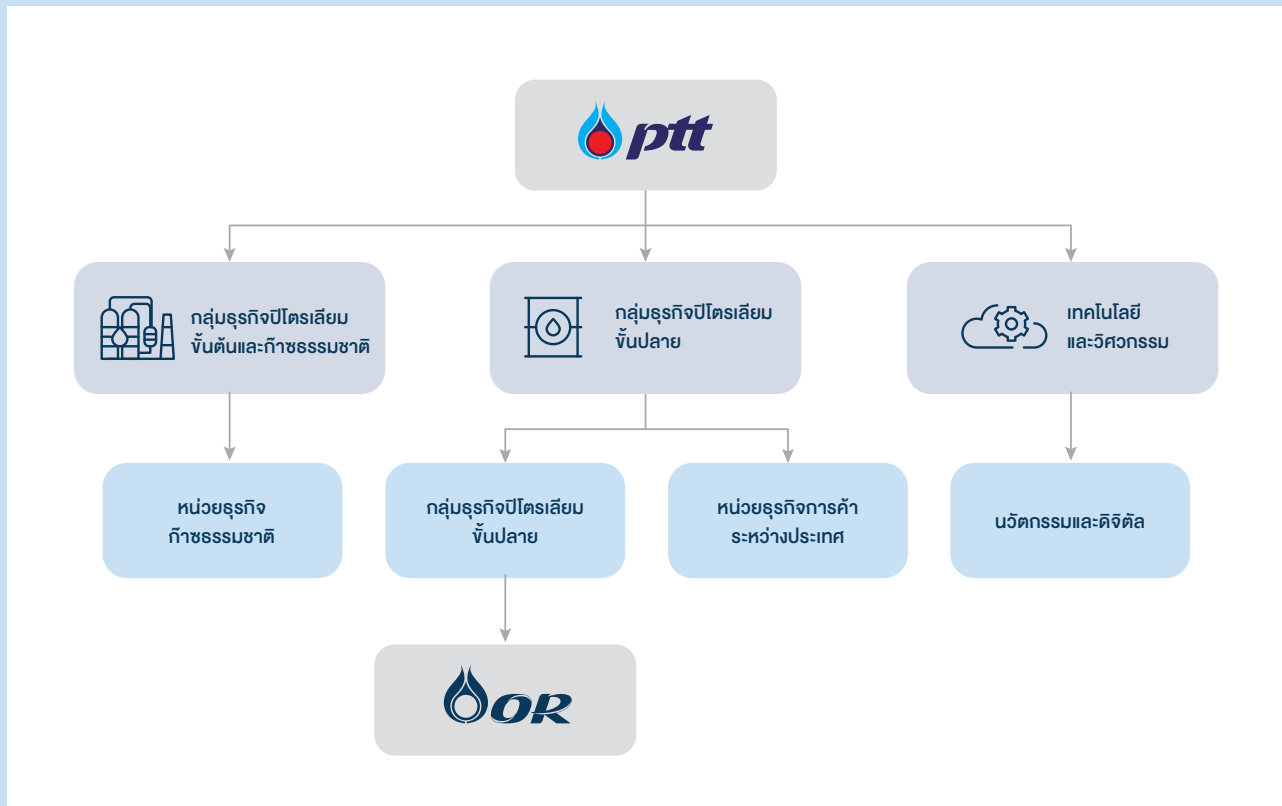 ptt
กลุ่มธุรกิจปิโตรเลียม
ขั้นต้นและก๊าซธรรมชาติ
กลุ่มธุรกิจปิโตรเลียม
ขั้นปลาย
เทคโนโลยี
และวิศวกรรม
หน่วยธุรกิจ
ก๊าซธรรมชาติ
กลุ่มธุรกิจปิโตรเลียม
ขั้นปลาย
หน่วยธุรกิจการค้า
ระหว่างประเทศ
นวัตกรรมและดิจิตัล
OR